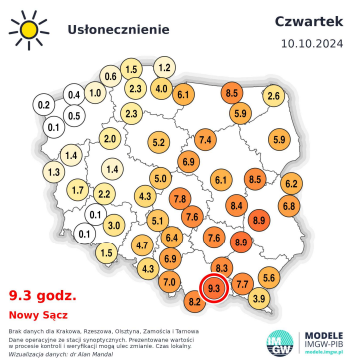 Usłonecznienie
Czwartek
10.10.2024
0.6 1.5 1.2
0.4 1.0 2.3 4.0 6.1 8.5 2.6
0.2 0.5 2.3 5.9
0.1
2.0 5.2 7.4 5.9
1.4 6.9
1.3 1.4 5.0 6.1 8.5 6.2
1.7 2.2 4.3 7.8 8.4 6.8
0.1 3.0 5.1 7.6 8.9
0.1 6.4 7.6 8.9
1.5 4.7 6.9
4.3 7.0 8.3 7.7 5.6
8.2 9.3 3.9
9.3 godz.
Nowy Sącz
Brak danych dla Krakowa, Rzeszowa, Olsztyna, Zamościa i Tarnowa
Dane operacyjne ze stacji synoptycznych. Prezentowane wartości
w procesie kontroli i weryfikacji mogą ulec zmianie. Czas lokalny.
Wizualizacja danych: dr Alan Mandal
IM
GW
MODELE
IMGW-PIB
modele.imgw.pl